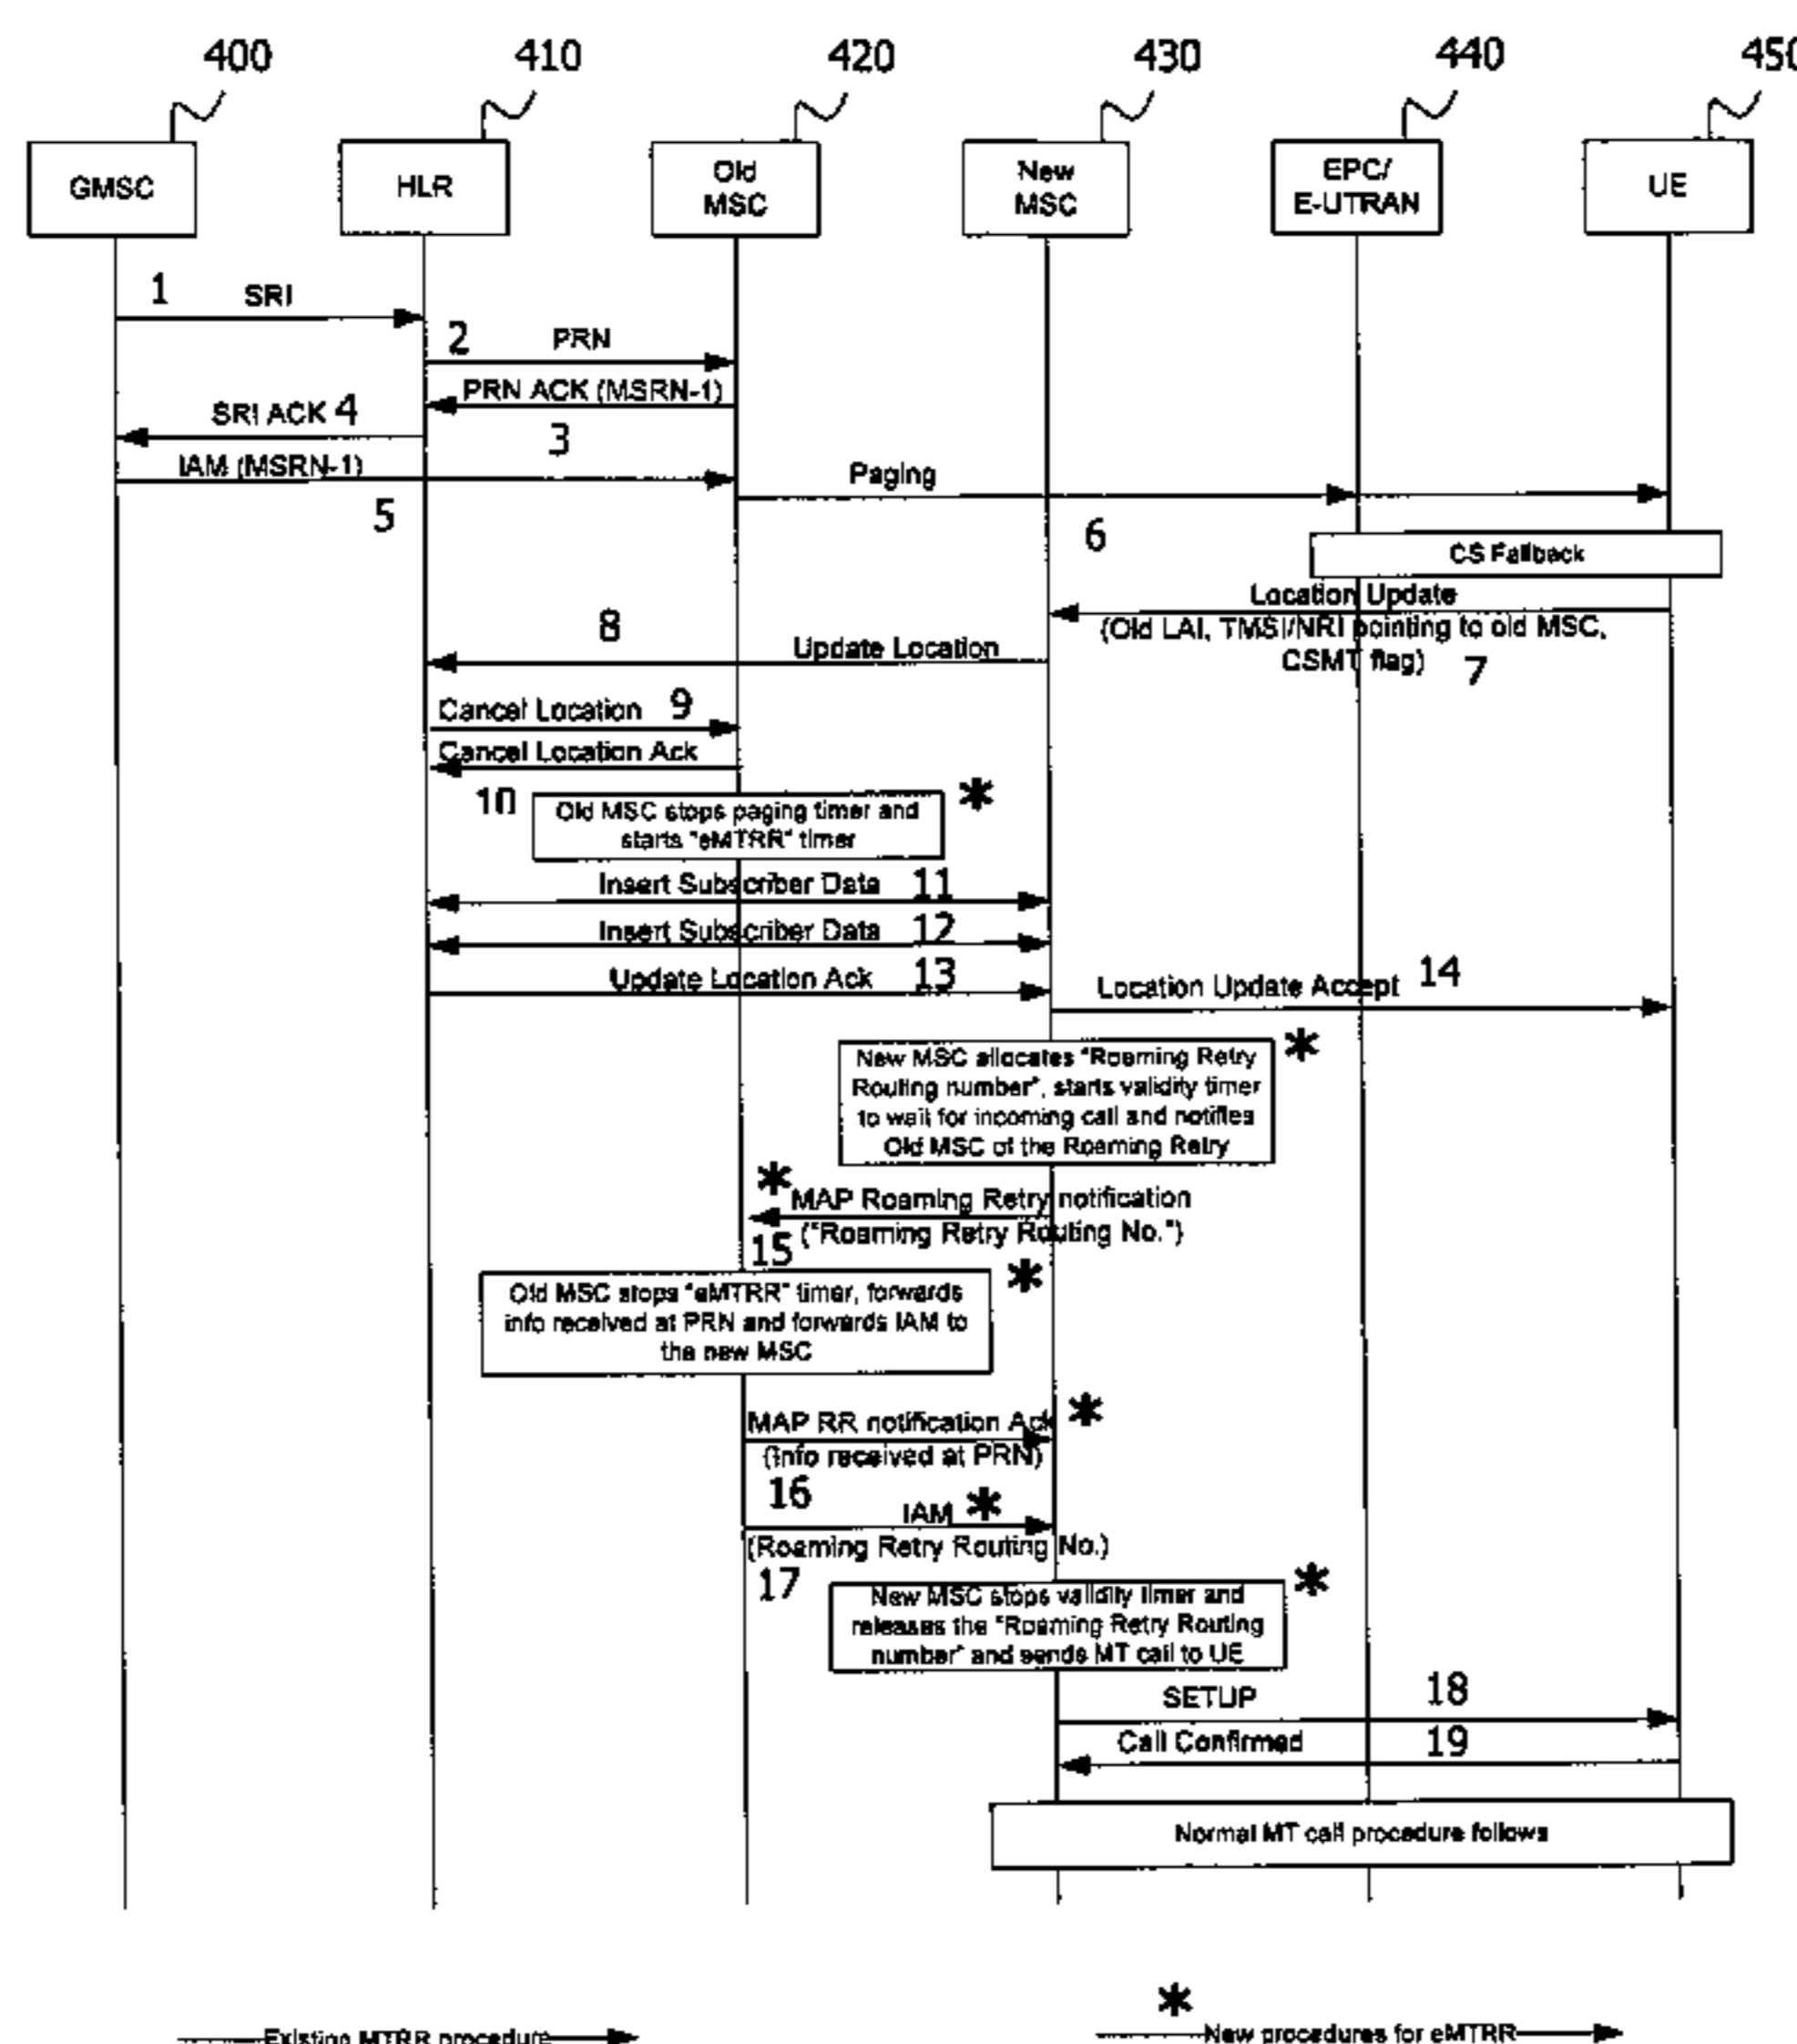 400 410 420 430 440 450
GMSC
HLR
Old
MSC
New
MSC
EPC/
E-UTRAN
UE
1 SRI
2 PRN
PRN ACK (MSRN-1)
3
SRI ACK 4
IAM (MSRN-1)
5
Paging
6
CS Fallback
Location Update
(Old LAI, TMSI/NRI pointing to old MSC,
CSMT flag) 7
8
Update Location
Cancel Location 9
Cancel Location Ack
10
Old MSC stops paging timer and
starts "eMTRR" timer
*
Insert Subscriber Data 11
Insert Subscriber Data 12
Update Location Ack 13
Location Update Accept 14
New MSC allocates "Roaming Retry
Routing number", starts validity timer
to wait for incoming call and notifies
Old MSC of the Roaming Retry
*
*
MAP Roaming Retry notification
("Roaming Retry Routing No.")
15
Old MSC stops "eMTRR" timer, forwards
info received at PRN and forwards IAM to
the new MSC
*
MAP RR notification Ack *
(Info received at PRN)
16
IAM *
(Roaming Retry Routing No.)
17
New MSC stops validity timer and
releases the "Roaming Retry Routing
number" and sends MT call to UE
*
SETUP 18
Call Confirmed 19
Normal MT call procedure follows
Existing MTRR procedure
*
New procedures for eMTRR